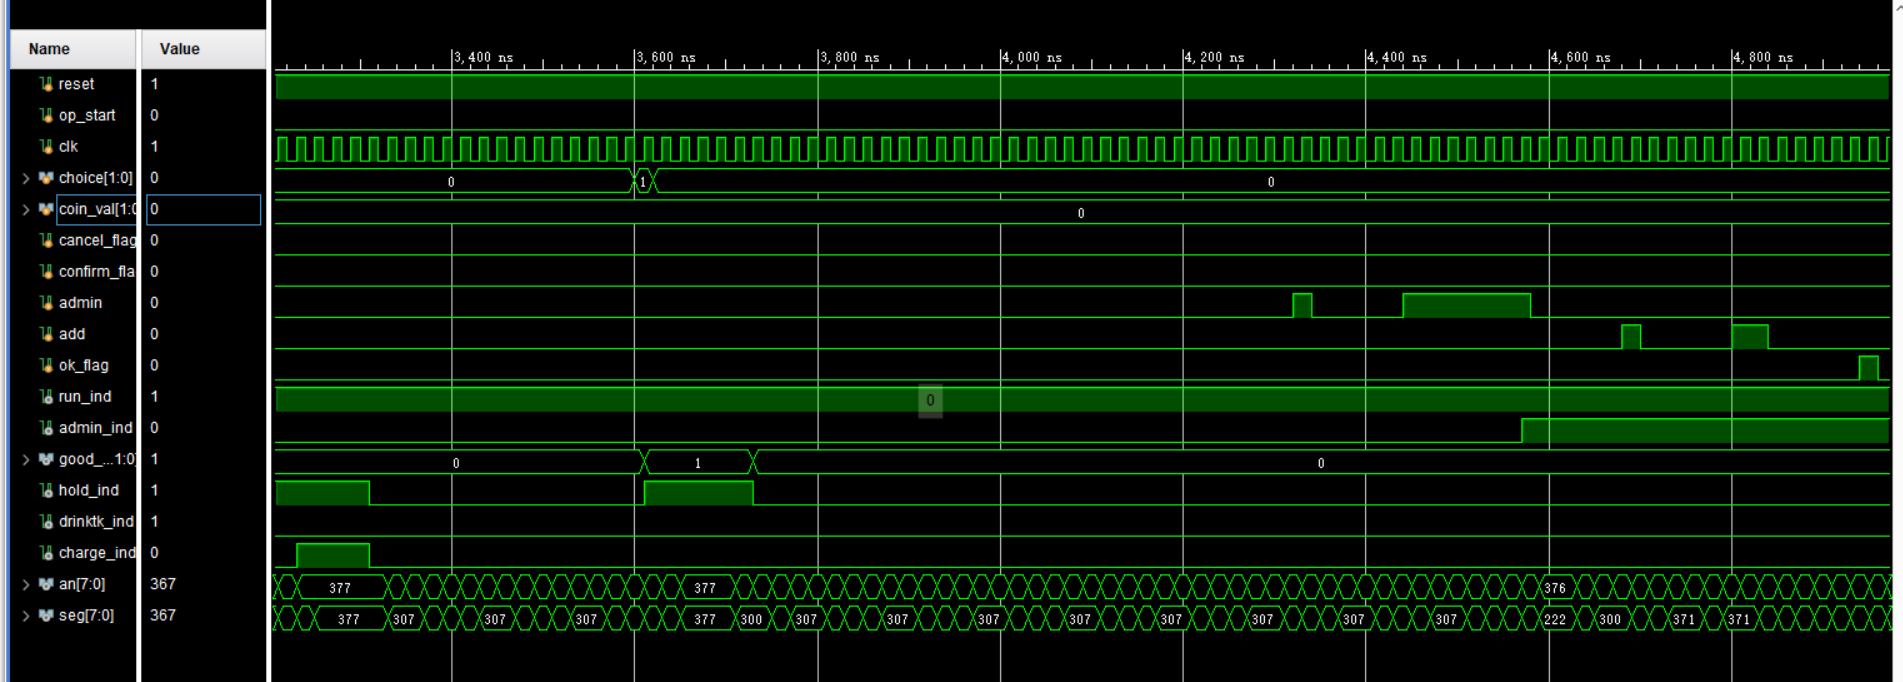 Name Value
3,400 ns 3,600 ns 3,800 ns 4,000 ns 4,200 ns 4,400 ns 4,600 ns 4,800 ns
reset 1
op_start 0
clk 1
choice[1:0] 0 0 1 0
coin_val[1:0 0 0
cancel_flag 0
confirm_fla 0
admin 0
add 0
ok_flag 0
run_ind 1 0
admin_ind 0
good_...1:0] 1 0 1 0
hold_ind 1
drinktk_ind 1
charge_ind 0
an[7:0] 367 377 377 376
seg[7:0] 367 377 307 307 307 377 300 307 307 307 307 307 307 307 307 222 300 371 371